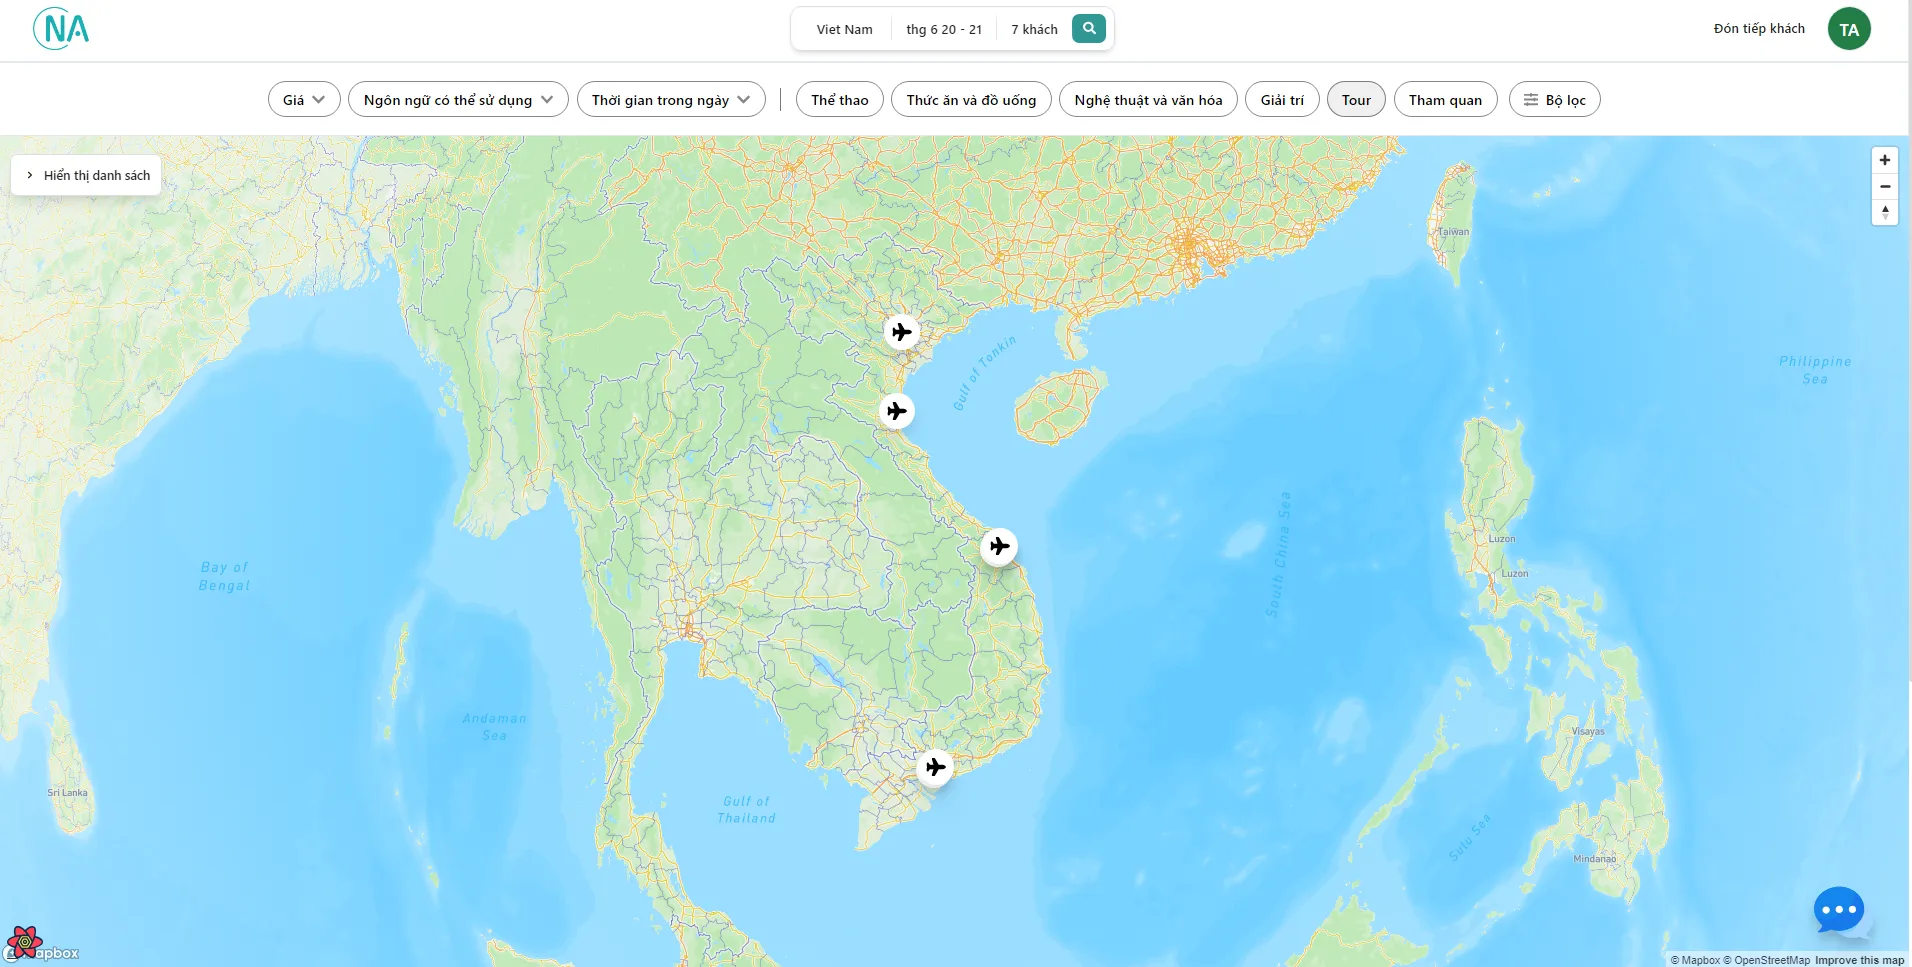 NA
Viet Nam
thg 6 20 - 21
7 khách
Đón tiếp khách
TA
Giá
Ngôn ngữ có thể sử dụng
Thời gian trong ngày
Thể thao
Thức ăn và đồ uống
Nghệ thuật và văn hóa
Giải trí
Tour
Tham quan
Bộ lọc
Hiển thị danh sách
Taiwan
Gulf of Tonkin
Philippine
Sea
South China Sea
Bay of
Bengal
Luzon
Luzon
Andaman
Sea
Visayas
Sri Lanka
Gulf of
Thailand
Sulu Sea
Mindanao
apbox
© Mapbox © OpenStreetMap Improve this map